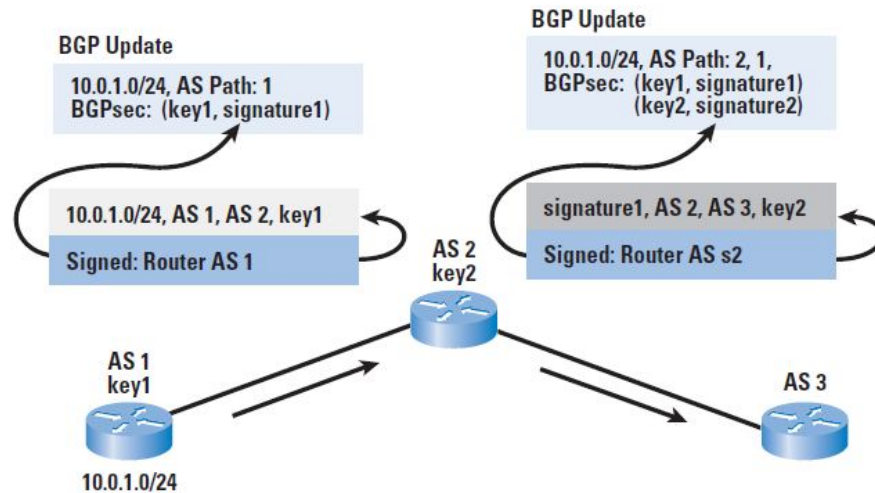 BGP Update
10.0.1.0/24, AS Path: 1
BGPsec: (key1, signature1)
10.0.1.0/24, AS 1, AS 2, key1
Signed: Router AS 1
BGP Update
10.0.1.0/24, AS Path: 2, 1,
BGPsec: (key1, signature1)
(key2, signature2)
signature1, AS 2, AS 3, key2
Signed: Router AS s2
AS 2
key2
AS 1
key1
10.0.1.0/24
AS 3